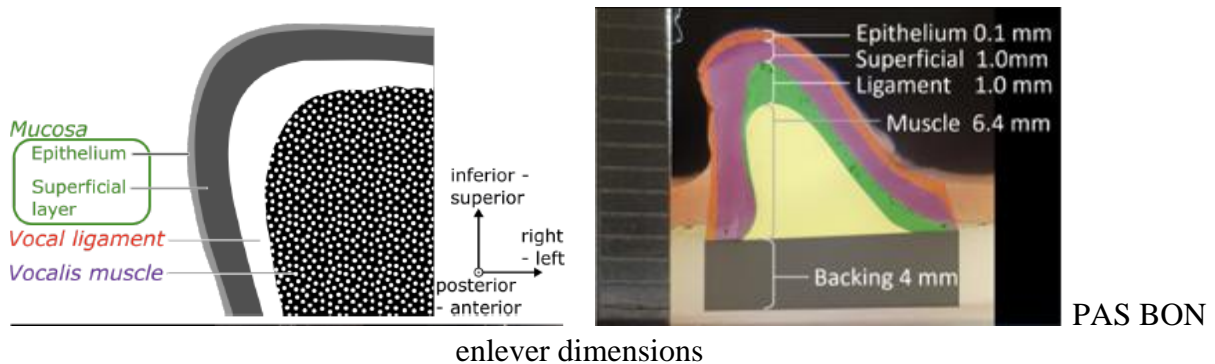 Mucosa
Epithelium
Superficial
layer
Vocal ligament
Vocalis muscle
inferior -
superior
right
- left
posterior
- anterior
Epithelium 0.1 mm
Superficial 1.0mm
Ligament 1.0 mm
Muscle 6.4 mm
Backing 4 mm
PAS BON
enlever dimensions